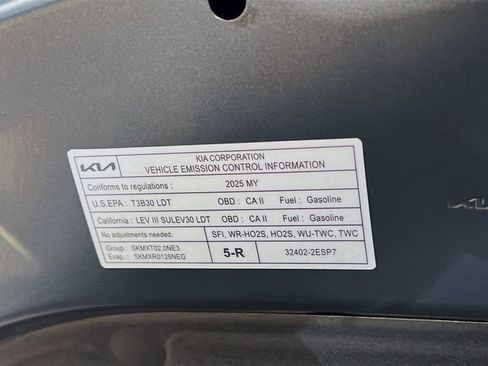 KIA CORPORATION
KIA VEHICLE EMISSION CONTROL INFORMATION
Conforms to regulations : 2025 MY
U.S.EPA : T3B30 LDT OBD : CA II Fuel : Gasoline
California : LEV III SULEV30 LDT OBD : CA II Fuel : Gasoline
No adjustments needed. SFI, WR-HO2S, HO2S, WU-TWC, TWC
Group : SKMXT02.0NE3
Evap. : SKMXR0125NEG 5-R 32402-2ESP7